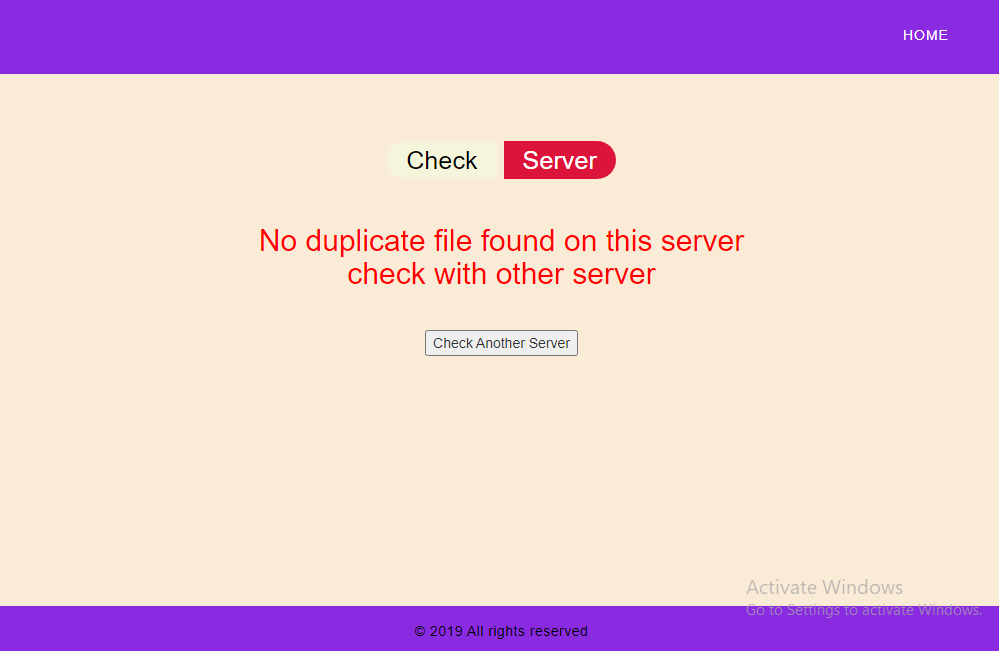 HOME
Check Server
No duplicate file found on this server
check with other server
Check Another Server
Activate Windows
Go to Settings to activate Windows.
© 2019 All rights reserved